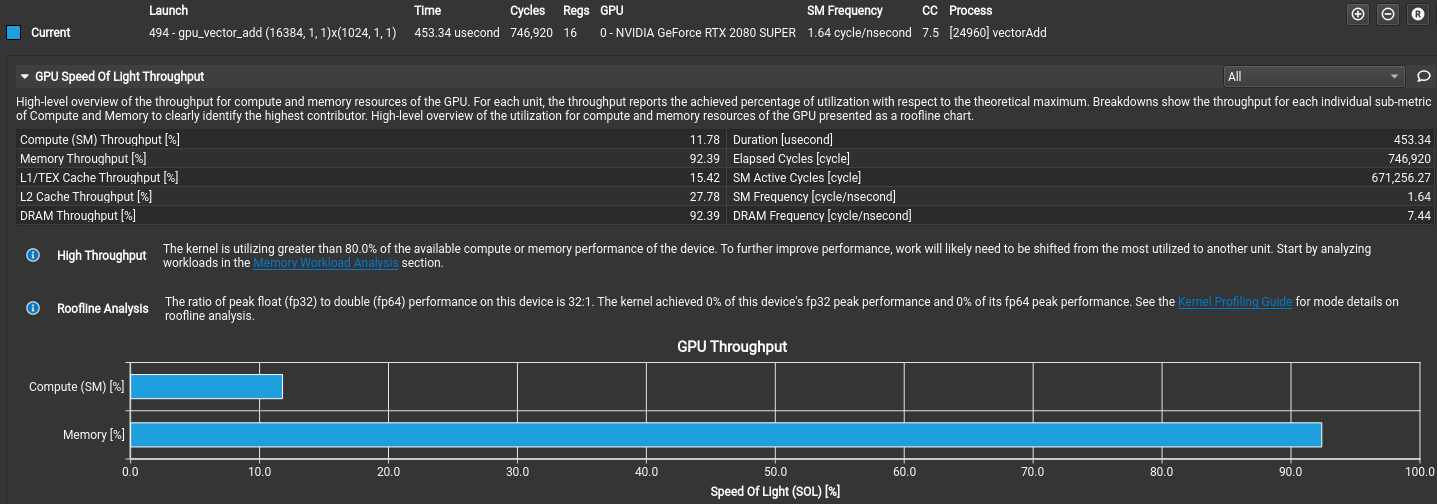 Launch Time Cycles Regs GPU SM Frequency CC Process
Current 494 - gpu_vector_add (16384, 1, 1)x(1024, 1, 1) 453.34 usecond 746,920 16 0 - NVIDIA GeForce RTX 2080 SUPER 1.64 cycle/nsecond 7.5 [24960] vectorAdd
R
GPU Speed Of Light Throughput All
High-level overview of the throughput for compute and memory resources of the GPU. For each unit, the throughput reports the achieved percentage of utilization with respect to the theoretical maximum. Breakdowns show the throughput for each individual sub-metric
of Compute and Memory to clearly identify the highest contributor. High-level overview of the utilization for compute and memory resources of the GPU presented as a roofline chart.
Compute (SM) Throughput [%] 11.78 Duration [usecond] 453.34
Memory Throughput [%] 92.39 Elapsed Cycles [cycle] 746,920
L1/TEX Cache Throughput [%] 15.42 SM Active Cycles [cycle] 671,256.27
L2 Cache Throughput [%] 27.78 SM Frequency [cycle/nsecond] 1.64
DRAM Throughput [%] 92.39 DRAM Frequency [cycle/nsecond] 7.44
High Throughput The kernel is utilizing greater than 80.0% of the available compute or memory performance of the device. To further improve performance, work will likely need to be shifted from the most utilized to another unit. Start by analyzing
workloads in the Memory Workload Analysis section.
Roofline Analysis The ratio of peak float (fp32) to double (fp64) performance on this device is 32:1. The kernel achieved 0% of this device's fp32 peak performance and 0% of its fp64 peak performance. See the Kernel Profiling Guide for mode details on
roofline analysis.
GPU Throughput
Compute (SM) [%]
Memory [%]
0.0 10.0 20.0 30.0 40.0 50.0 60.0 70.0 80.0 90.0 100.0
Speed Of Light (SOL) [%]